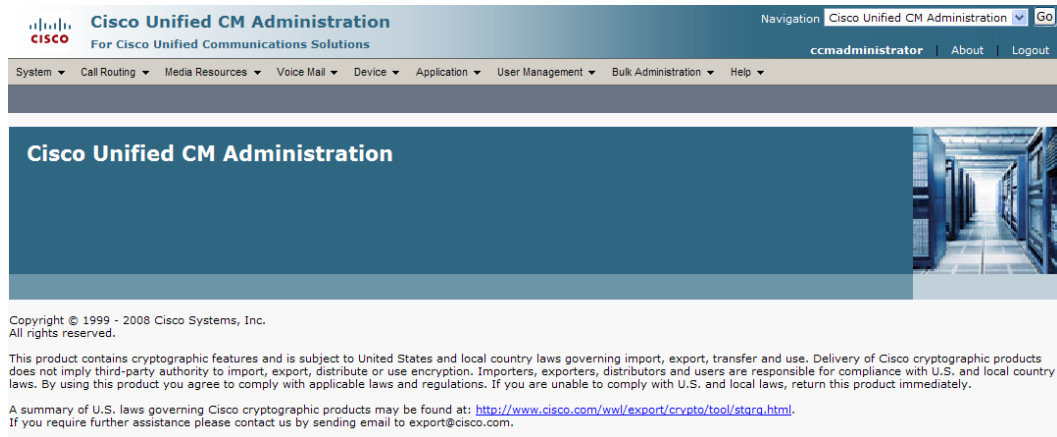 Cisco Unified CM Administration
Navigation Cisco Unified CM Administration Go
CISCO
For Cisco Unified Communications Solutions
ccmadministrator | About | Logout
System Call Routing Media Resources Voice Mail Device Application User Management Bulk Administration Help
Cisco Unified CM Administration
Copyright © 1999 - 2008 Cisco Systems, Inc.
All rights reserved.
This product contains cryptographic features and is subject to United States and local country laws governing import, export, transfer and use. Delivery of Cisco cryptographic products
does not imply third-party authority to import, export, distribute or use encryption. Importers, exporters, distributors and users are responsible for compliance with U.S. and local country
laws. By using this product you agree to comply with applicable laws and regulations. If you are unable to comply with U.S. and local laws, return this product immediately.
A summary of U.S. laws governing Cisco cryptographic products may be found at: http://www.cisco.com/wwl/export/crypto/tool/stqrg.html.
If you require further assistance please contact us by sending email to export@cisco.com.